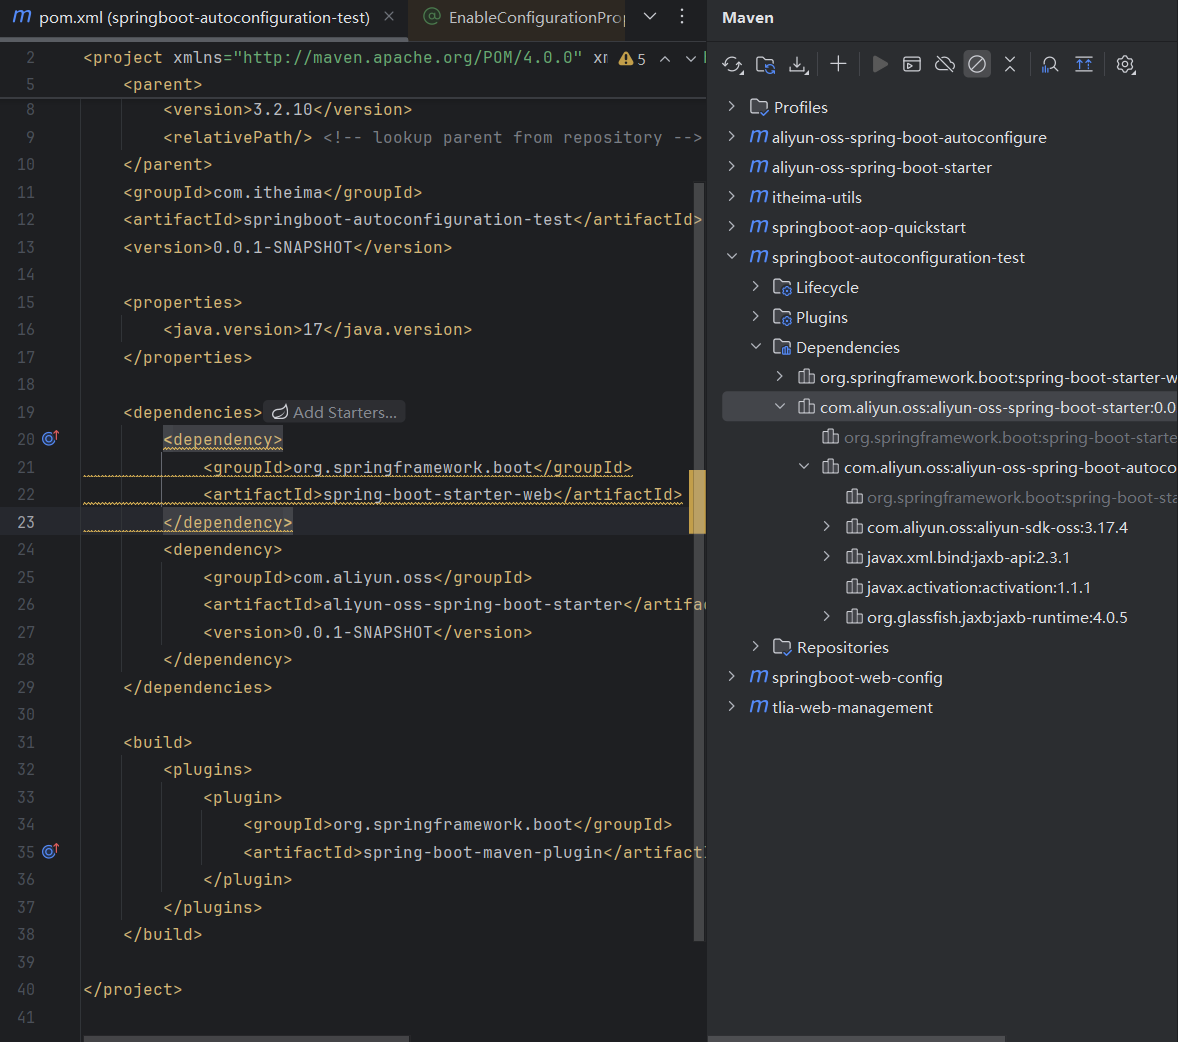 pom.xml (springboot-autoconfiguration-test)
EnableConfigurationPro
Maven
2 <project xmlns="http://maven.apache.org/POM/4.0.0" xm
5
5 <parent>
8 <version>3.2.10</version>
9 <relativePath/> <!-- lookup parent from repository -->
10 </parent>
11 <groupId>com.itheima</groupId>
12 <artifactId>springboot-autoconfiguration-test</artifactId>
13 <version>0.0.1-SNAPSHOT</version>
14
15 <properties>
16 <java.version>17</java.version>
17 </properties>
18
19 <dependencies> Add Starters...
20 <dependency>
21 <groupId>org.springframework.boot</groupId>
22 <artifactId>spring-boot-starter-web</artifactId>
23 </dependency>
24 <dependency>
25 <groupId>com.aliyun.oss</groupId>
26 <artifactId>aliyun-oss-spring-boot-starter</artifac
27 <version>0.0.1-SNAPSHOT</version>
28 </dependency>
29 </dependencies>
30
31 <build>
32 <plugins>
33 <plugin>
34 <groupId>org.springframework.boot</groupId>
35 <artifactId>spring-boot-maven-plugin</artifactI
36 </plugin>
37 </plugins>
38 </build>
39
40 </project>
41
Profiles
aliyun-oss-spring-boot-autoconfigure
aliyun-oss-spring-boot-starter
itheima-utils
springboot-aop-quickstart
springboot-autoconfiguration-test
Lifecycle
Plugins
Dependencies
org.springframework.boot:spring-boot-starter-w
com.aliyun.oss:aliyun-oss-spring-boot-starter:0.0
org.springframework.boot:spring-boot-starte
com.aliyun.oss:aliyun-oss-spring-boot-autoco
org.springframework.boot:spring-boot-sta
com.aliyun.oss:aliyun-sdk-oss:3.17.4
javax.xml.bind:jaxb-api:2.3.1
javax.activation:activation:1.1.1
org.glassfish.jaxb:jaxb-runtime:4.0.5
Repositories
springboot-web-config
tlia-web-management